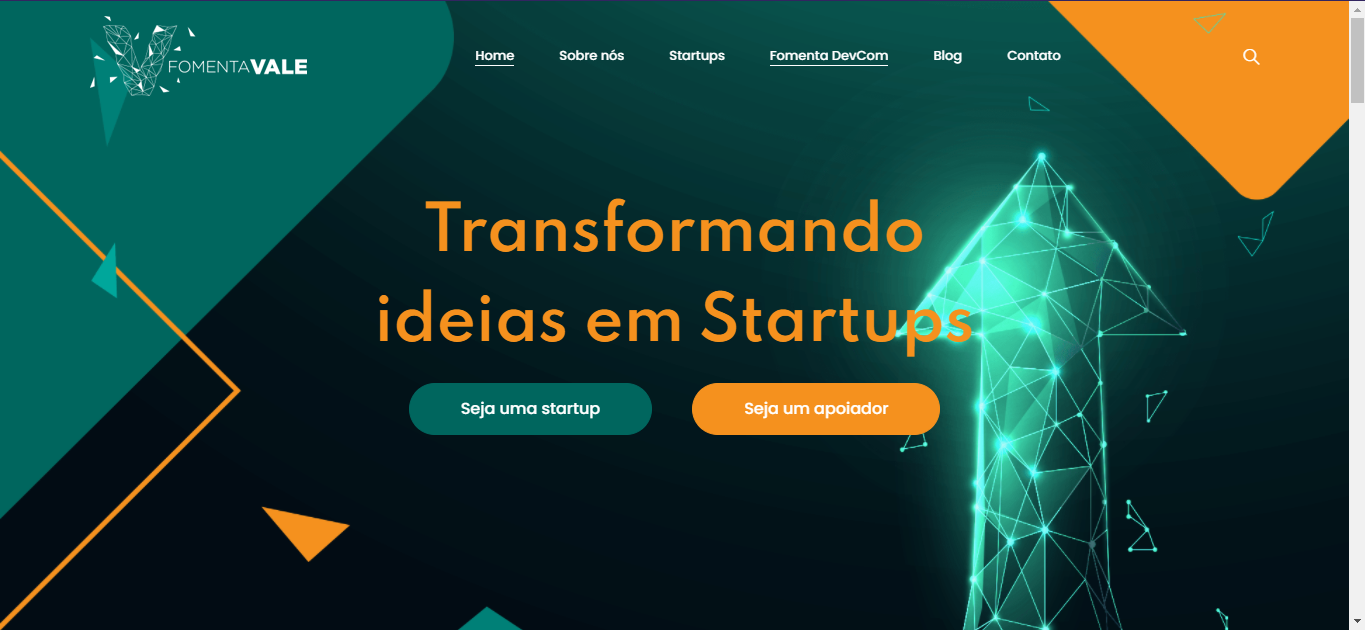 FOMENTAVALE
Home Sobre nós Startups Fomenta DevCom Blog Contato
Transformando
ideias em Startups
Seja uma startup Seja um apoiador